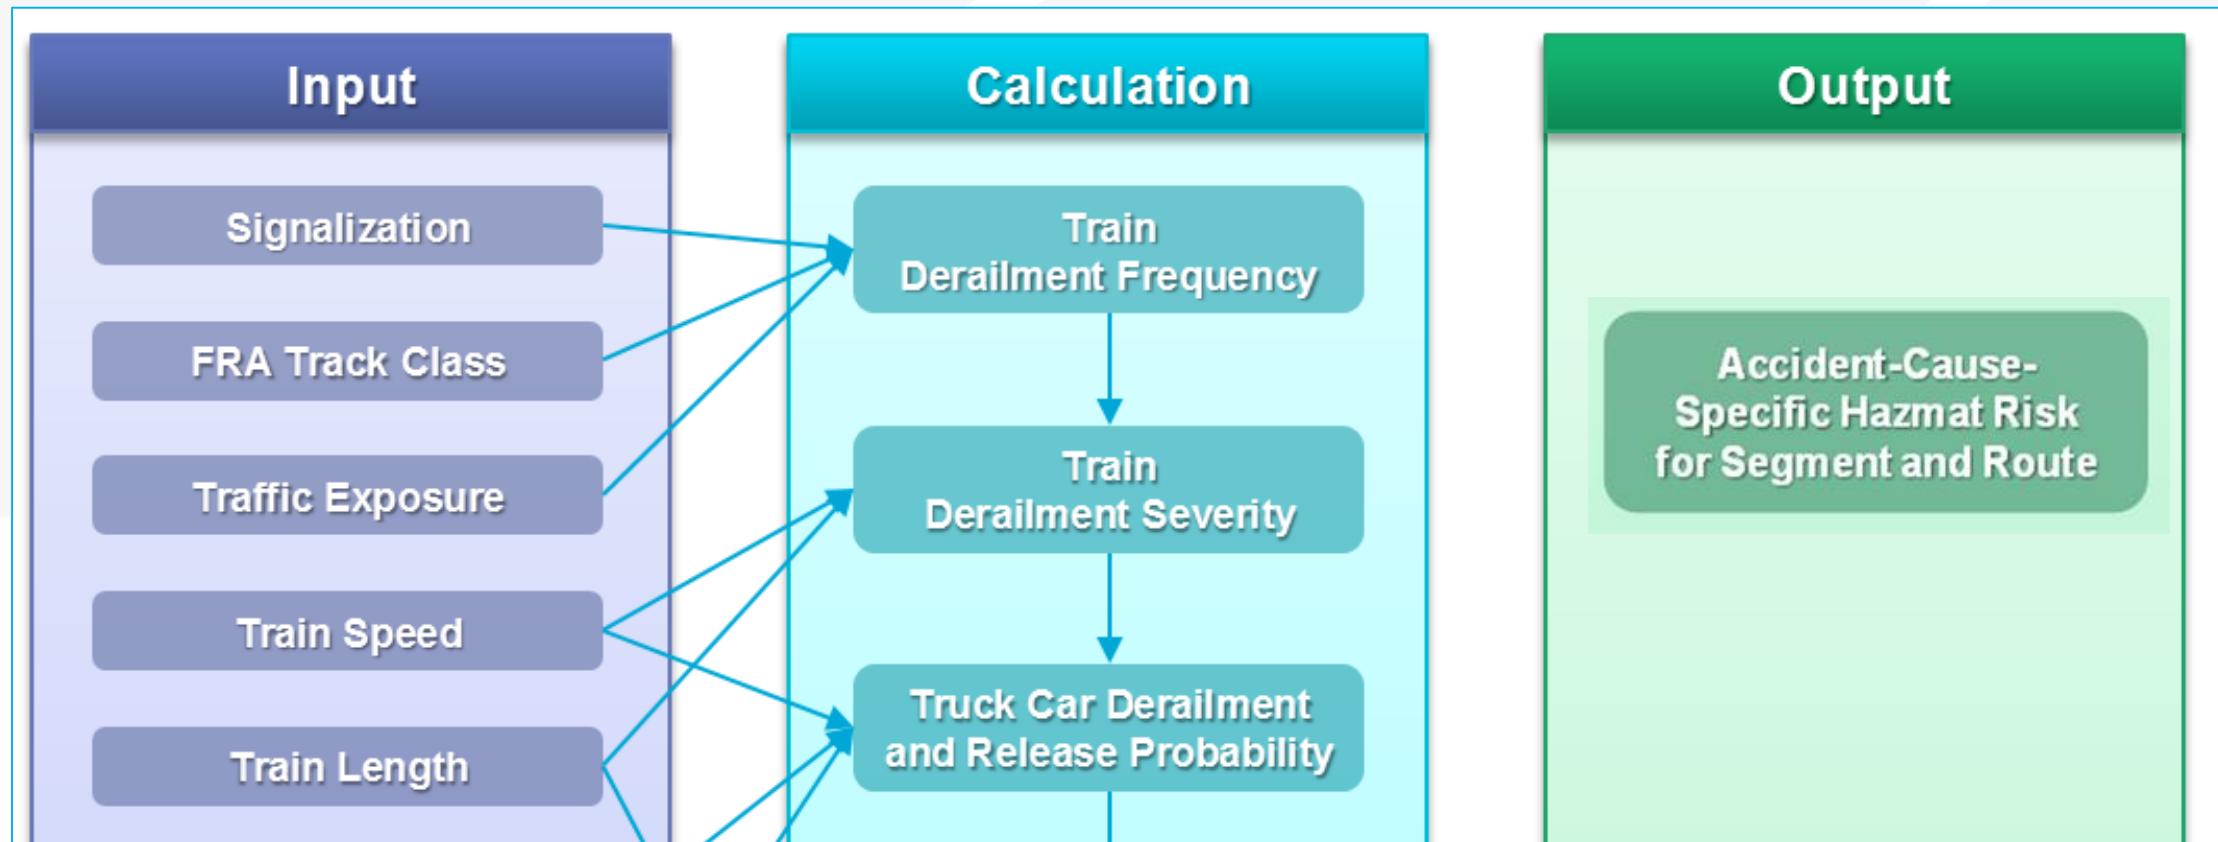 Input
Signalization
FRA Track Class
Traffic Exposure
Train Speed
Train Length
Calculation
Train
Derailment Frequency
Train
Derailment Severity
Truck Car Derailment
and Release Probability
Output
Accident-Cause-
Specific Hazmat Risk
for Segment and Route